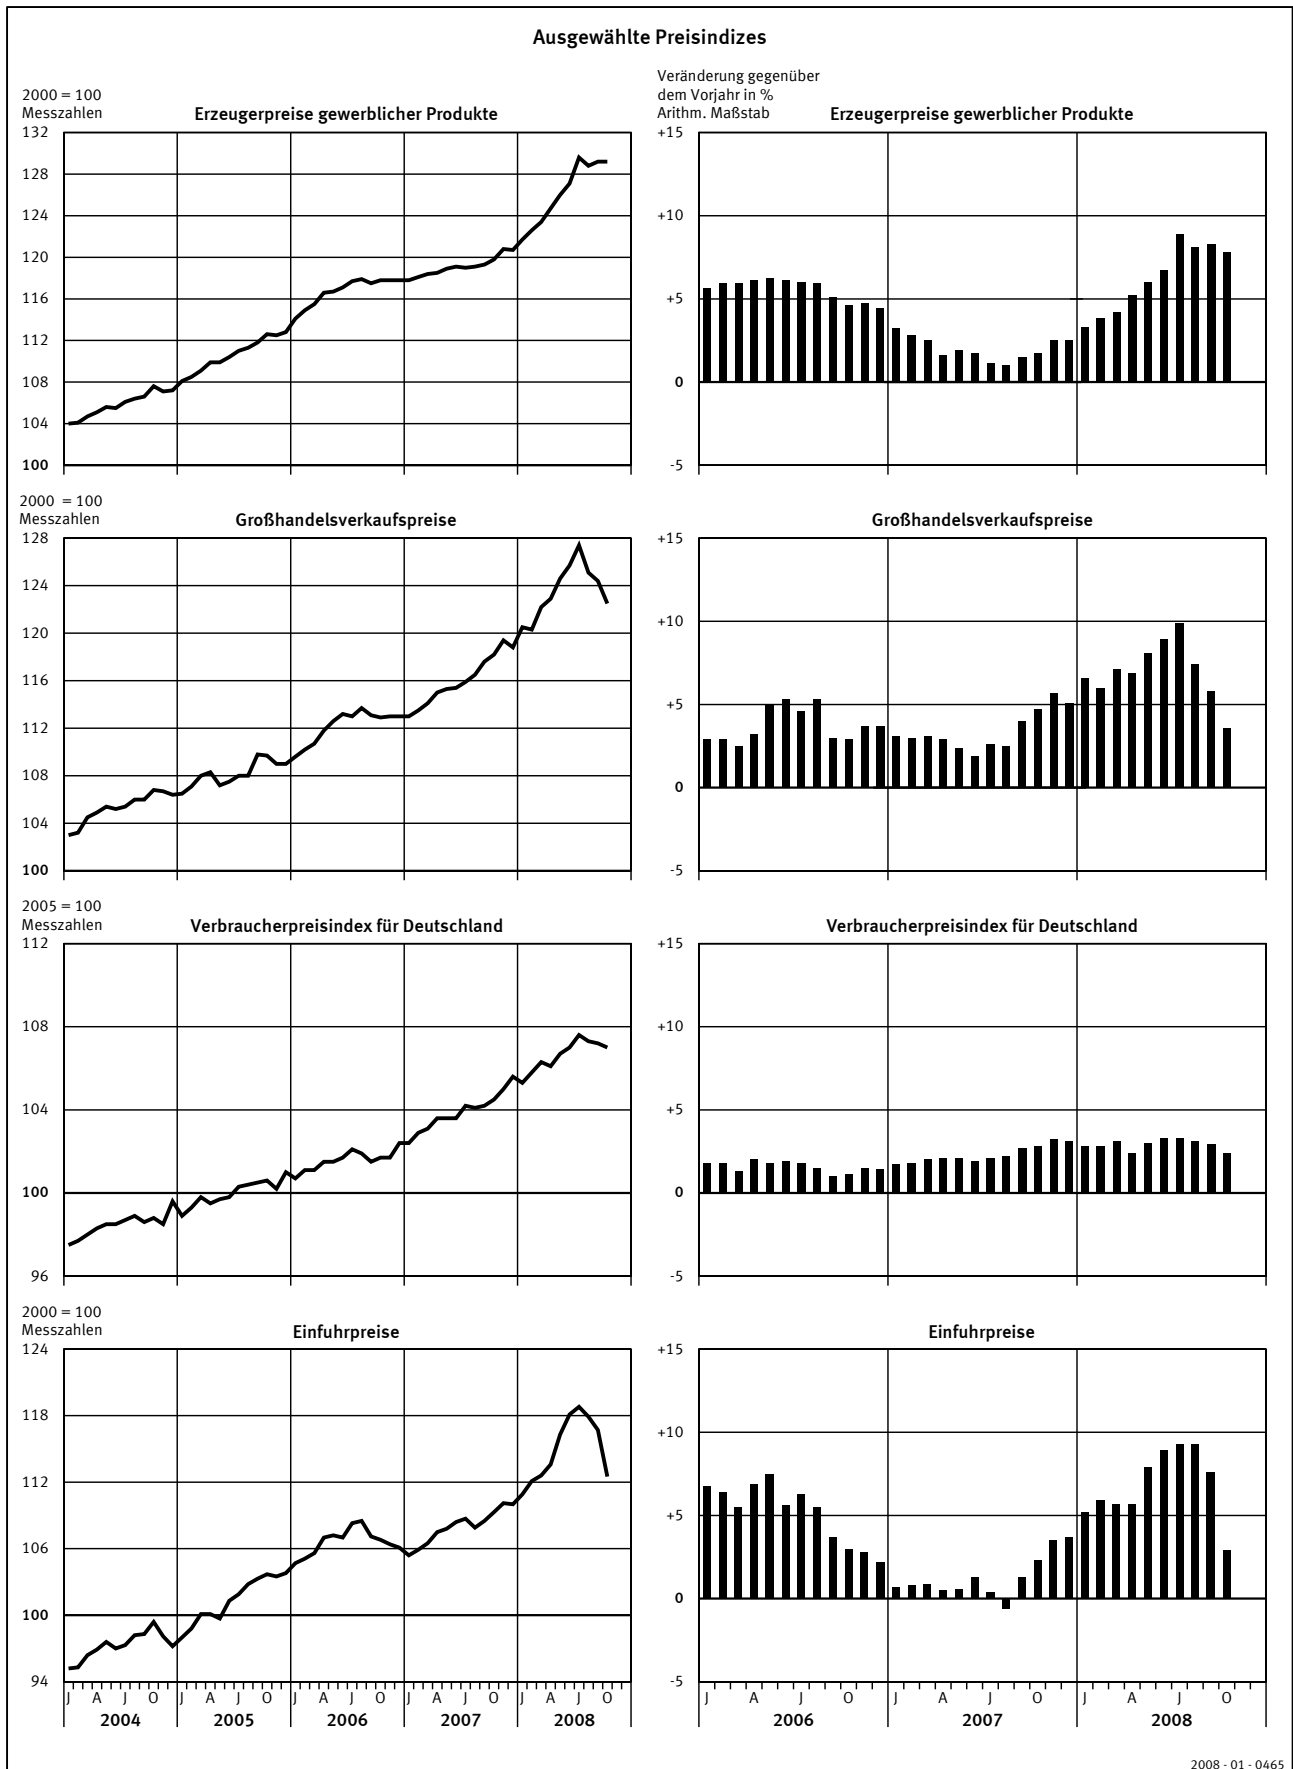 Ausgewählte Preisindizes
2000 = 100
Messzahlen
Erzeugerpreise gewerblicher Produkte
132
128
124
120
116
112
108
104
100
Veränderung gegenüber
dem Vorjahr in %
Arithm. Maßstab
Erzeugerpreise gewerblicher Produkte
+15
+10
+5
0
-5
2000 = 100
Messzahlen
Großhandelsverkaufspreise
128
124
120
116
112
108
104
100
Großhandelsverkaufspreise
+15
+10
+5
0
-5
2005 = 100
Messzahlen
Verbraucherpreisindex für Deutschland
112
108
104
100
96
Verbraucherpreisindex für Deutschland
+15
+10
+5
0
-5
2000 = 100
Messzahlen
Einfuhrpreise
124
118
112
106
100
94
J A J O J A J O J A J O J A J O J A J O
2004 2005 2006 2007 2008
Einfuhrpreise
+15
+10
+5
0
-5
J A J O J A J O J A J O
2006 2007 2008
2008 - 01 - 0465